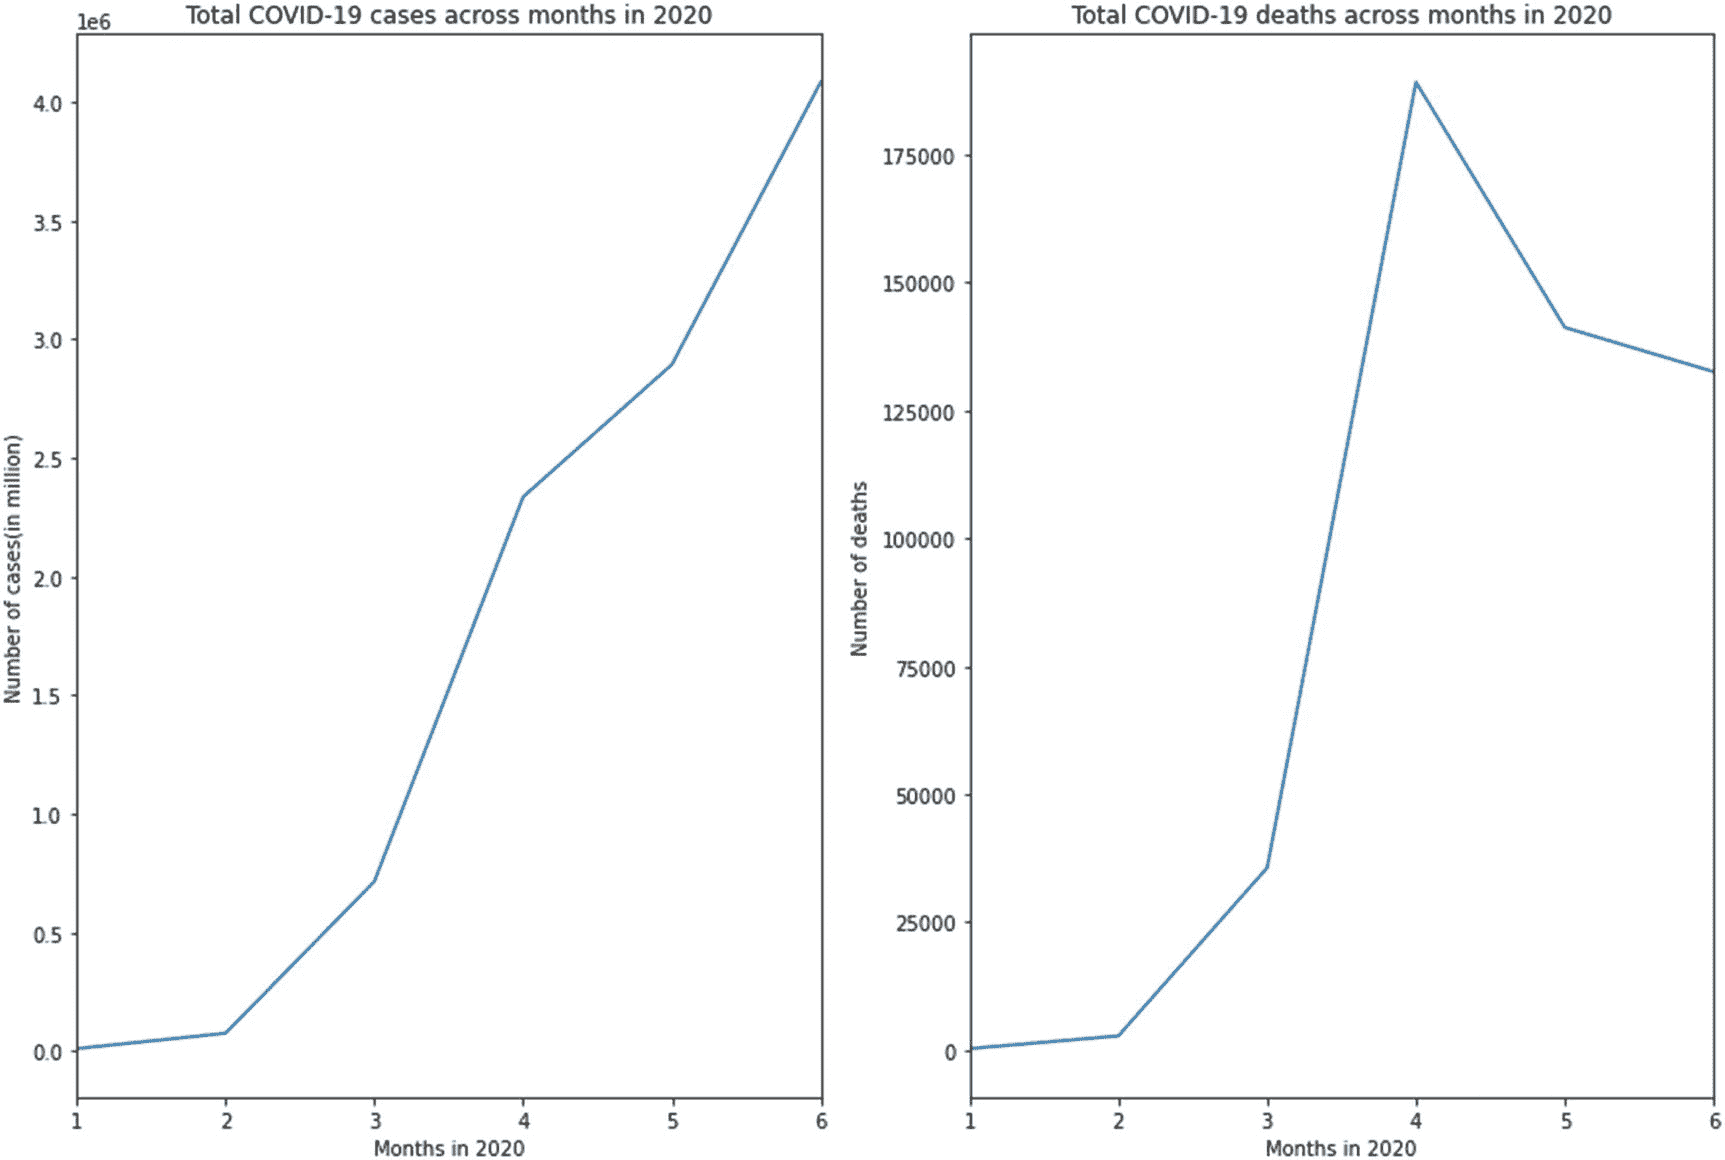 Total COVID-19 cases across months in 2020
1e6
4.0
3.5
3.0
2.5
2.0
1.5
1.0
0.5
0.0
Number of cases(in million)
1 2 3 4 5 6
Months in 2020
Total COVID-19 deaths across months in 2020
175000
150000
125000
100000
75000
50000
25000
0
Number of deaths
1 2 3 4 5 6
Months in 2020